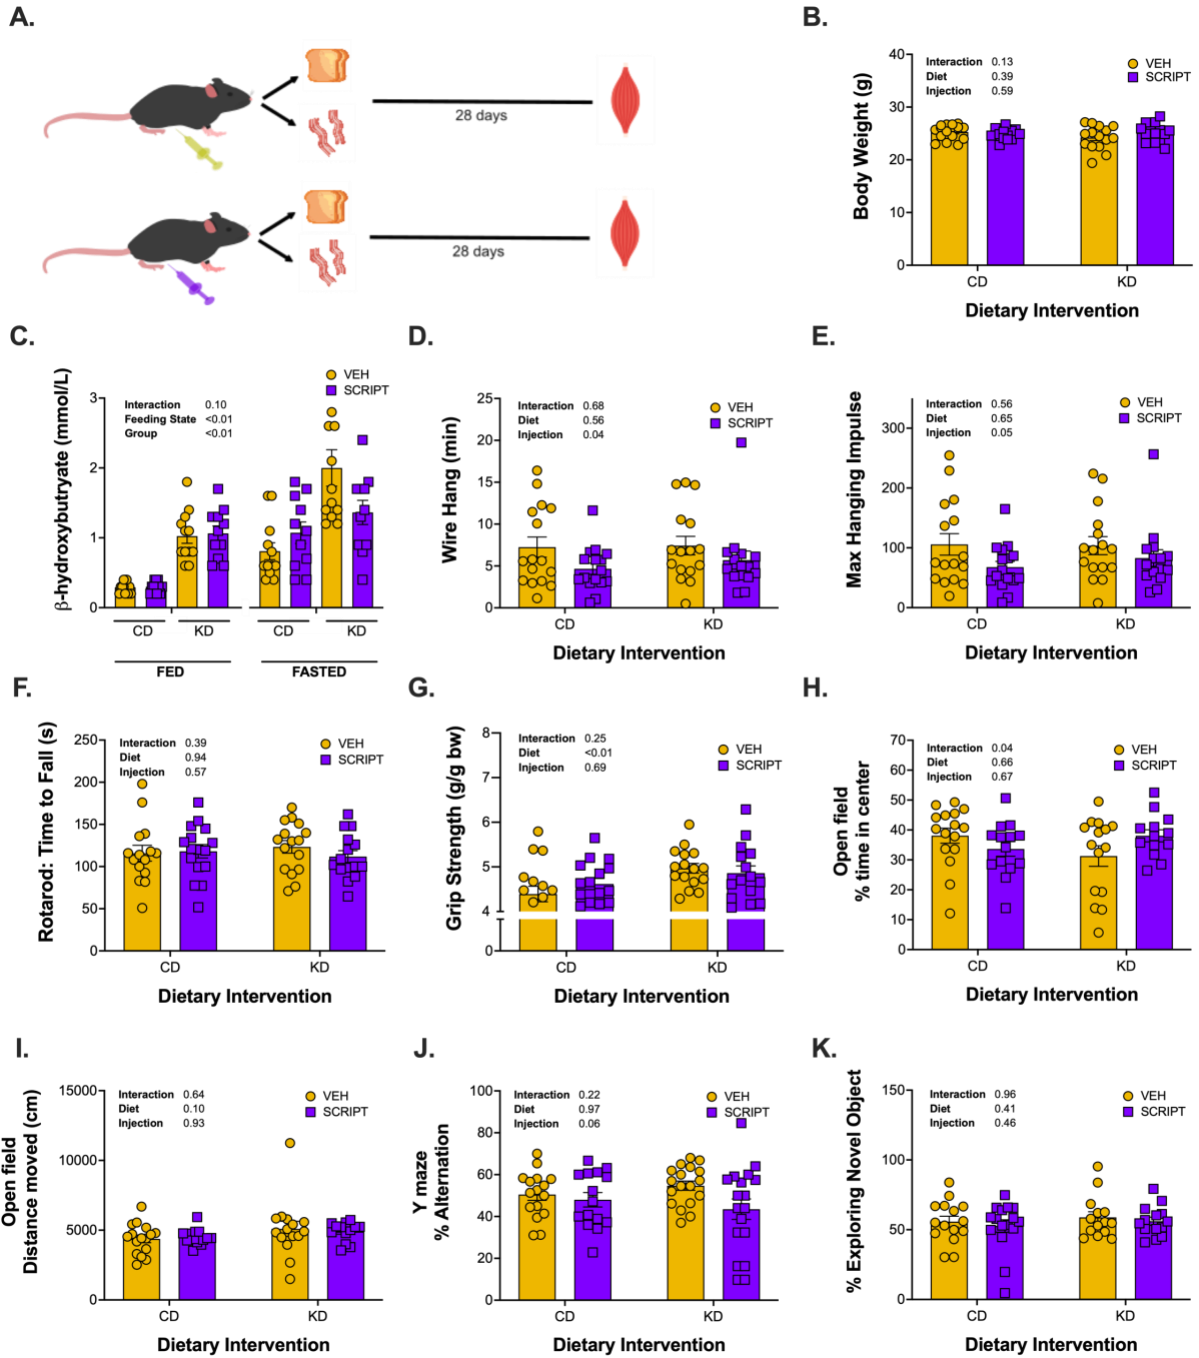 A.
28 days
28 days
B.
Body Weight (g)
40
30
20
10
0
Interaction 0.13
Diet 0.39
Injection 0.59
VEH
SCRIPT
CD
KD
Dietary Intervention
C.
β-hydroxybutryate (mmol/L)
3
2
1
0
Interaction 0.10
Feeding State <0.01
Group <0.01
VEH
SCRIPT
CD
KD
CD
KD
FED
FASTED
D.
Wire Hang (min)
25
20
15
10
5
0
Interaction 0.68
Diet 0.56
Injection 0.04
VEH
SCRIPT
CD
KD
Dietary Intervention
E.
Max Hanging Impulse
300
200
100
0
Interaction 0.56
Diet 0.65
Injection 0.05
VEH
SCRIPT
CD
KD
Dietary Intervention
F.
Rotarod: Time to Fall (s)
250
200
150
100
50
0
Interaction 0.39
Diet 0.94
Injection 0.57
VEH
SCRIPT
CD
KD
Dietary Intervention
G.
Grip Strength (g/g bw)
8
7
6
5
4
0
Interaction 0.25
Diet <0.01
Injection 0.69
VEH
SCRIPT
CD
KD
Dietary Intervention
H.
Open field
% time in center
70
60
50
40
30
20
10
0
Interaction 0.04
Diet 0.66
Injection 0.67
VEH
SCRIPT
CD
KD
Dietary Intervention
I.
Open field
Distance moved (cm)
15000
10000
5000
0
Interaction 0.64
Diet 0.10
Injection 0.93
VEH
SCRIPT
CD
KD
Dietary Intervention
J.
Y maze
% Alternation
100
80
60
40
20
0
Interaction 0.22
Diet 0.97
Injection 0.06
VEH
SCRIPT
CD
KD
Dietary Intervention
K.
% Exploring Novel Object
150
100
50
0
Interaction 0.96
Diet 0.41
Injection 0.46
VEH
SCRIPT
CD
KD
Dietary Intervention